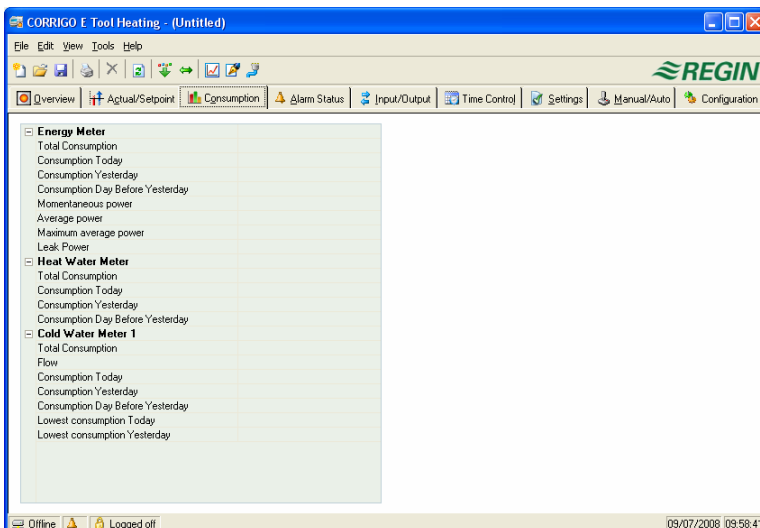 CORRIGO E Tool Heating - (Untitled)
File Edit View Tools Help
REGIN
Overview Actual/Setpoint Consumption Alarm Status Input/Output Time Control Settings Manual/Auto Configuration
Energy Meter
Total Consumption
Consumption Today
Consumption Yesterday
Consumption Day Before Yesterday
Momentaneous power
Average power
Maximum average power
Leak Power
Heat Water Meter
Total Consumption
Consumption Today
Consumption Yesterday
Consumption Day Before Yesterday
Cold Water Meter 1
Total Consumption
Flow
Consumption Today
Consumption Yesterday
Consumption Day Before Yesterday
Lowest consumption Today
Lowest consumption Yesterday
Offline Logged off 09/07/2008 09:58:41